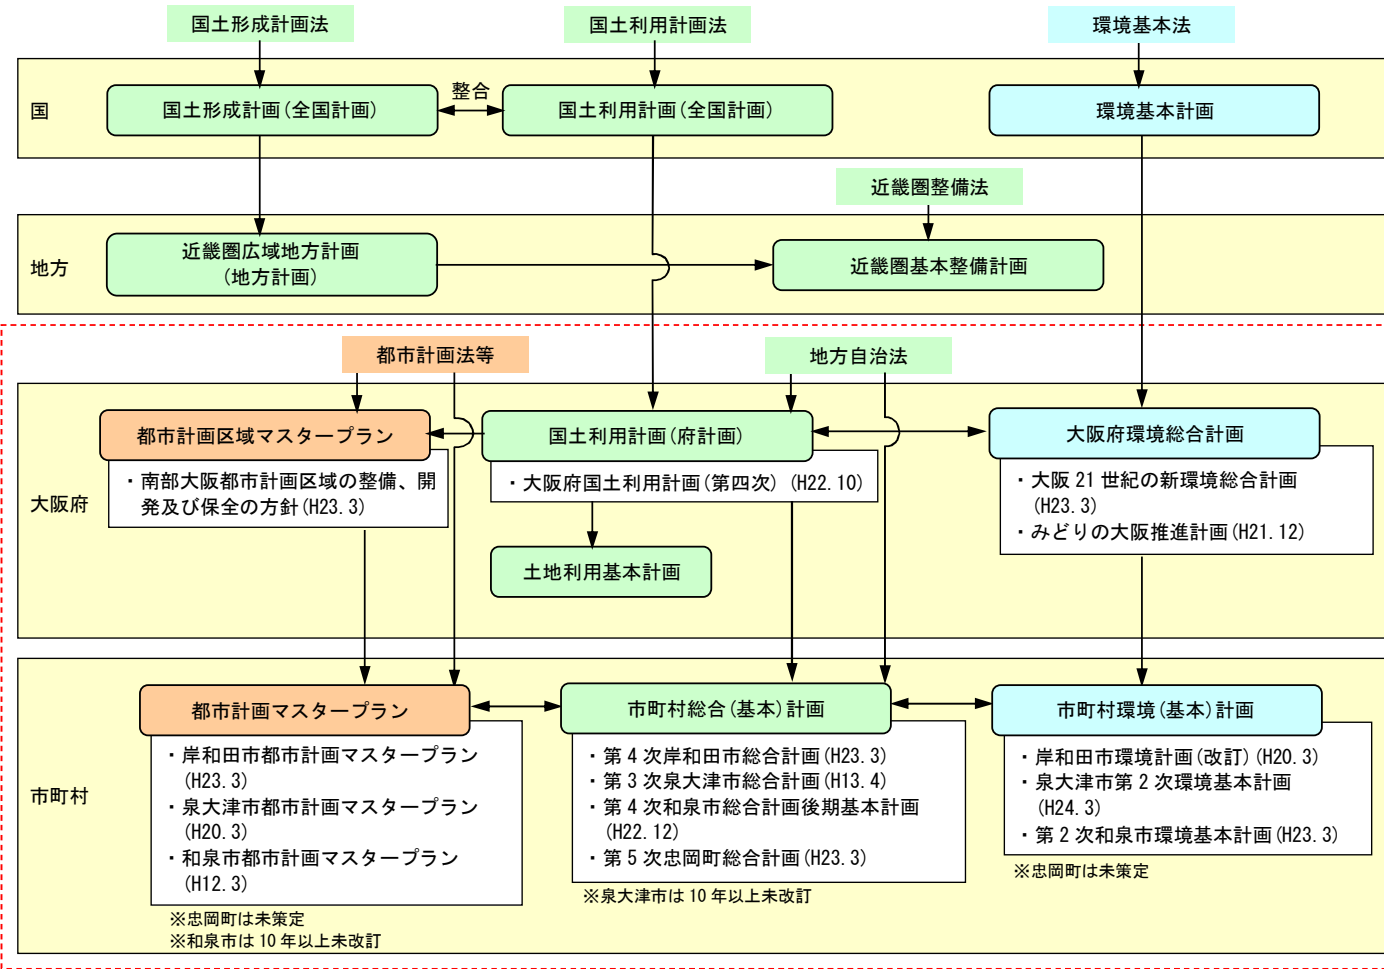 国土形成計画法
国土利用計画法
環境基本法
国
国土形成計画(全国計画)
整合
国土利用計画(全国計画)
環境基本計画
近畿圏整備法
地方
近畿圏広域地方計画
(地方計画)
近畿圏基本整備計画
都市計画法等
地方自治法
大阪府
都市計画区域マスタープラン
・南部大阪都市計画区域の整備、開
発及び保全の方針(H23.3)
国土利用計画(府計画)
・大阪府国土利用計画(第四次)(H22.10)
土地利用基本計画
大阪府環境総合計画
・大阪21世紀の新環境総合計画
(H23.3)
・みどりの大阪推進計画(H21.12)
市町村
都市計画マスタープラン
・岸和田市都市計画マスタープラン
(H23.3)
・泉大津市都市計画マスタープラン
(H20.3)
・和泉市都市計画マスタープラン
(H12.3)
※忠岡町は未策定
※和泉市は10年以上未改訂
市町村総合(基本)計画
・第4次岸和田市総合計画(H23.3)
・第3次泉大津市総合計画(H13.4)
・第4次和泉市総合計画後期基本計画
(H22.12)
・第5次忠岡町総合計画(H23.3)
※泉大津市は10年以上未改訂
市町村環境(基本)計画
・岸和田市環境計画(改訂)(H20.3)
・泉大津市第2次環境基本計画
(H24.3)
・第2次和泉市環境基本計画(H23.3)
※忠岡町は未策定